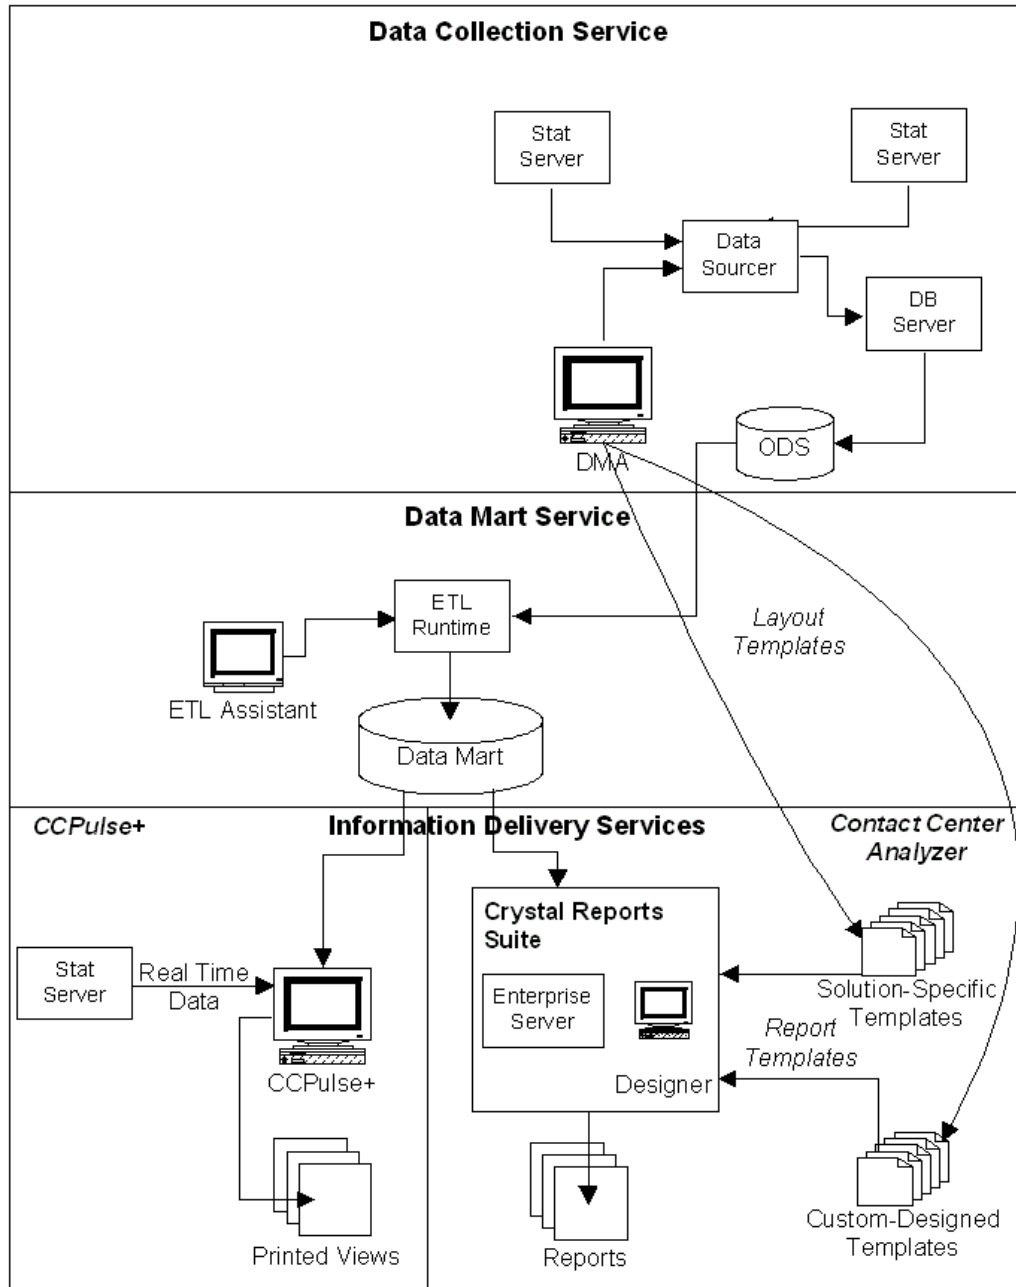 Data Collection Service
Stat
Server
Stat
Server
Data
Sourcer
DB
Server
DMA
ODS
Data Mart Service
ETL
Runtime
ETL Assistant
Layout
Templates
Data Mart
CCPulse+
Information Delivery Services
Contact Center
Analyzer
Stat
Server
Real Time
Data
CCPulse+
Printed Views
Crystal Reports
Suite
Enterprise
Server
Designer
Reports
Solution-Specific
Templates
Report
Templates
Custom-Designed
Templates